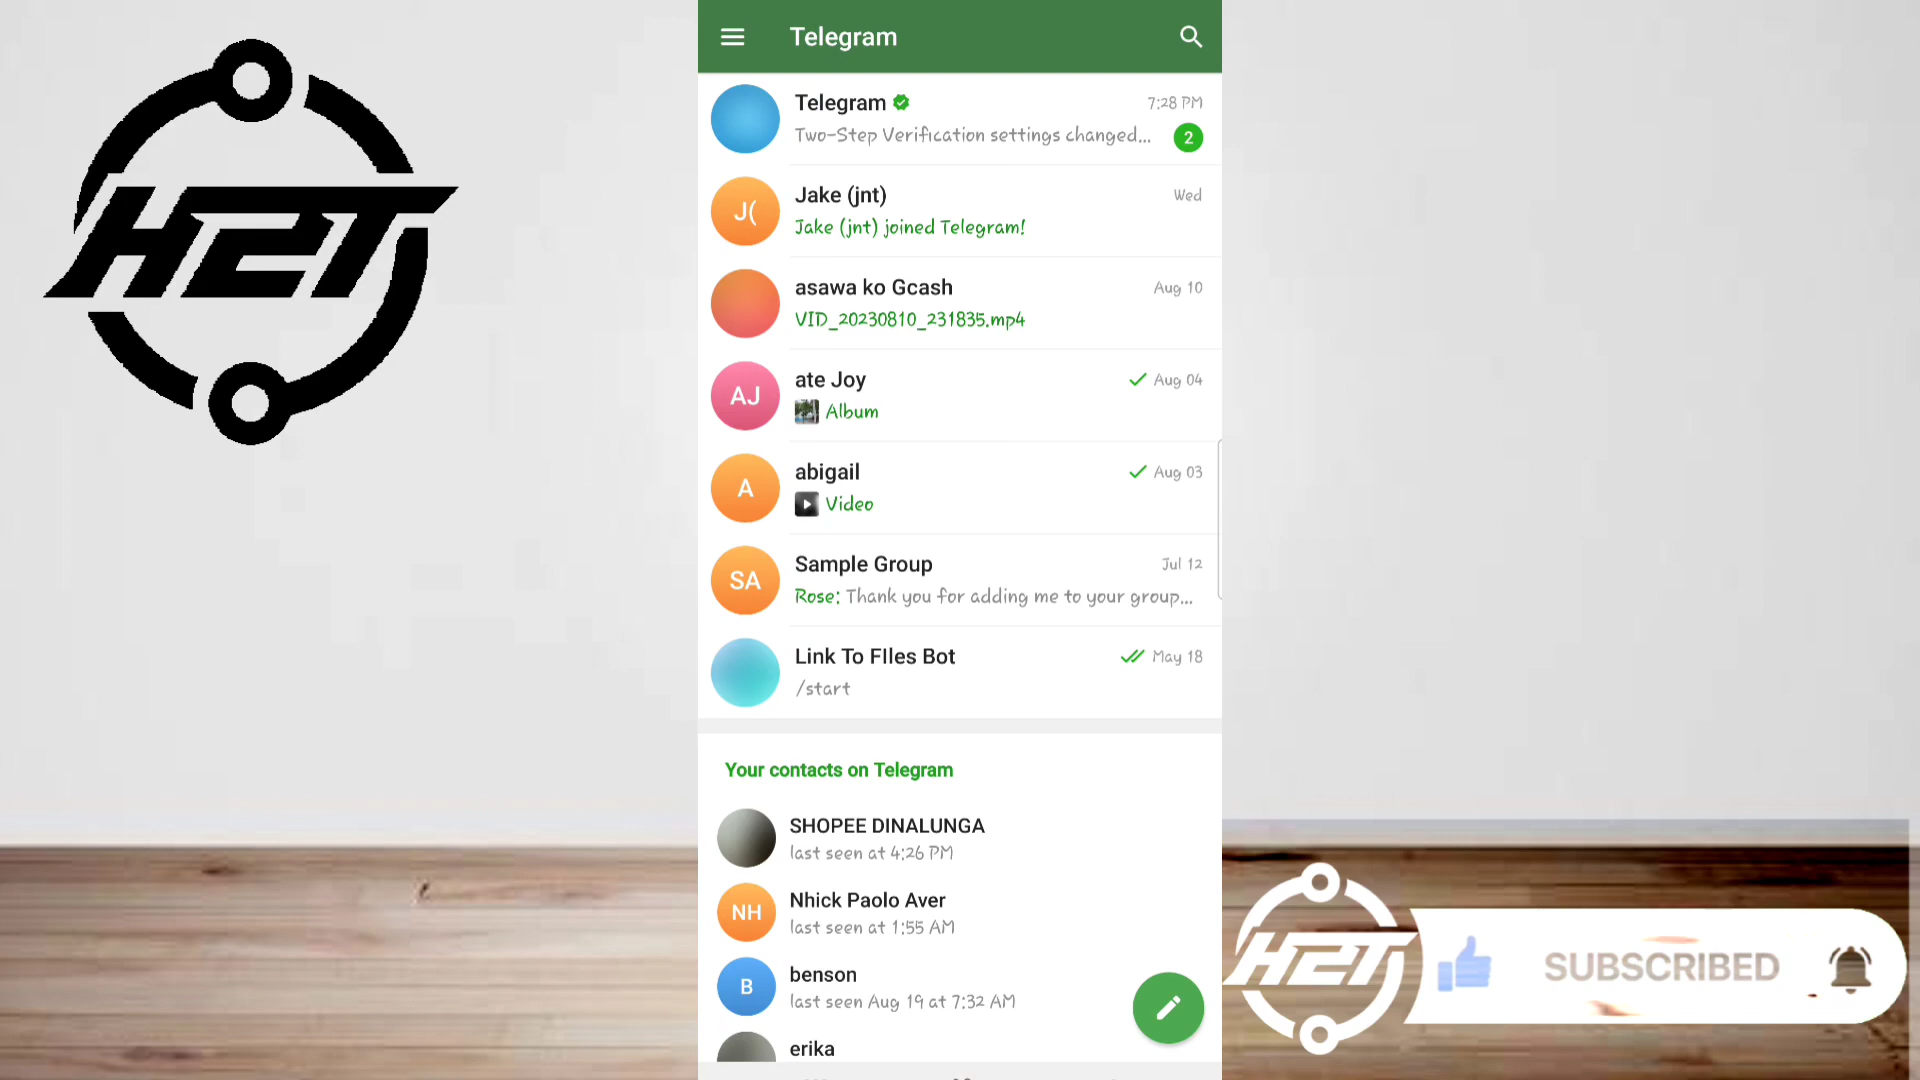 H2T
Telegram
Telegram
7:28 PM
Two-Step Verification settings changed...
2
J(
Jake (jnt)
Wed
Jake (jnt) joined Telegram!
asawa ko Gcash
Aug 10
VID_20230810_231835.mp4
AJ
ate Joy
Aug 04
Album
A
abigail
Aug 03
Video
SA
Sample Group
Jul 12
Rose: Thank you for adding me to your group...
Link To FIles Bot
May 18
/start
Your contacts on Telegram
SHOPEE DINALUNGA
last seen at 4:26 PM
NH
Nhick Paolo Aver
last seen at 1:55 AM
B
benson
last seen Aug 19 at 7:32 AM
erika
H2T
SUBSCRIBED